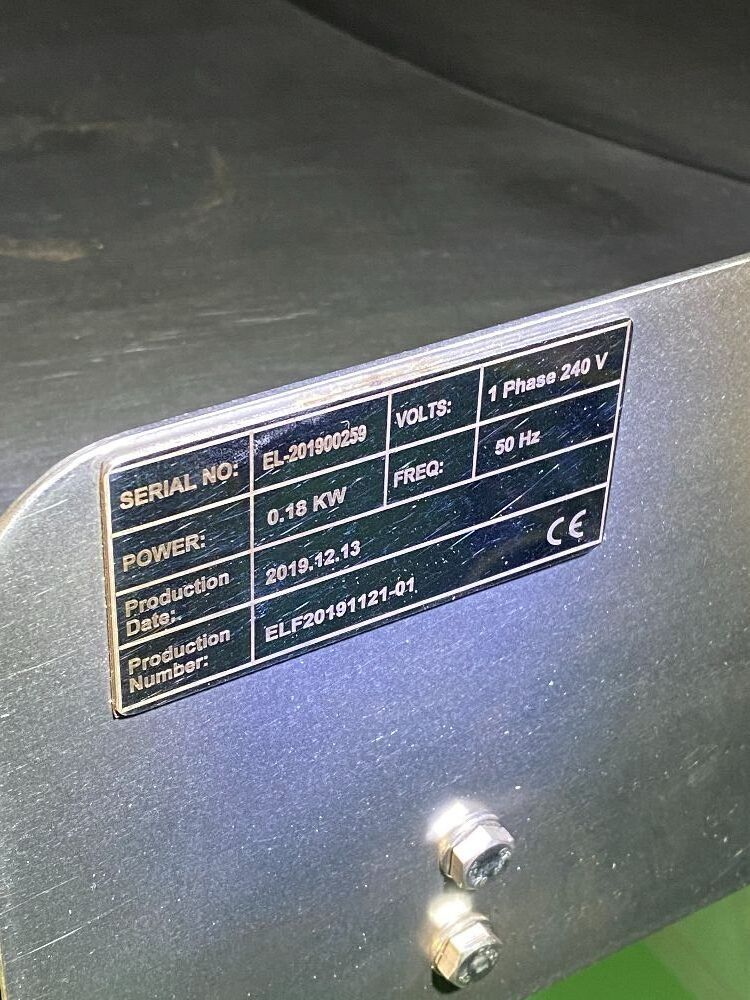 SERIAL NO: EL-201900259 VOLTS: 1 Phase 240 V
POWER: 0.18 KW FREQ: 50 Hz
Production Date: 2019.12.13 CE
Production Number: ELF20191121-01